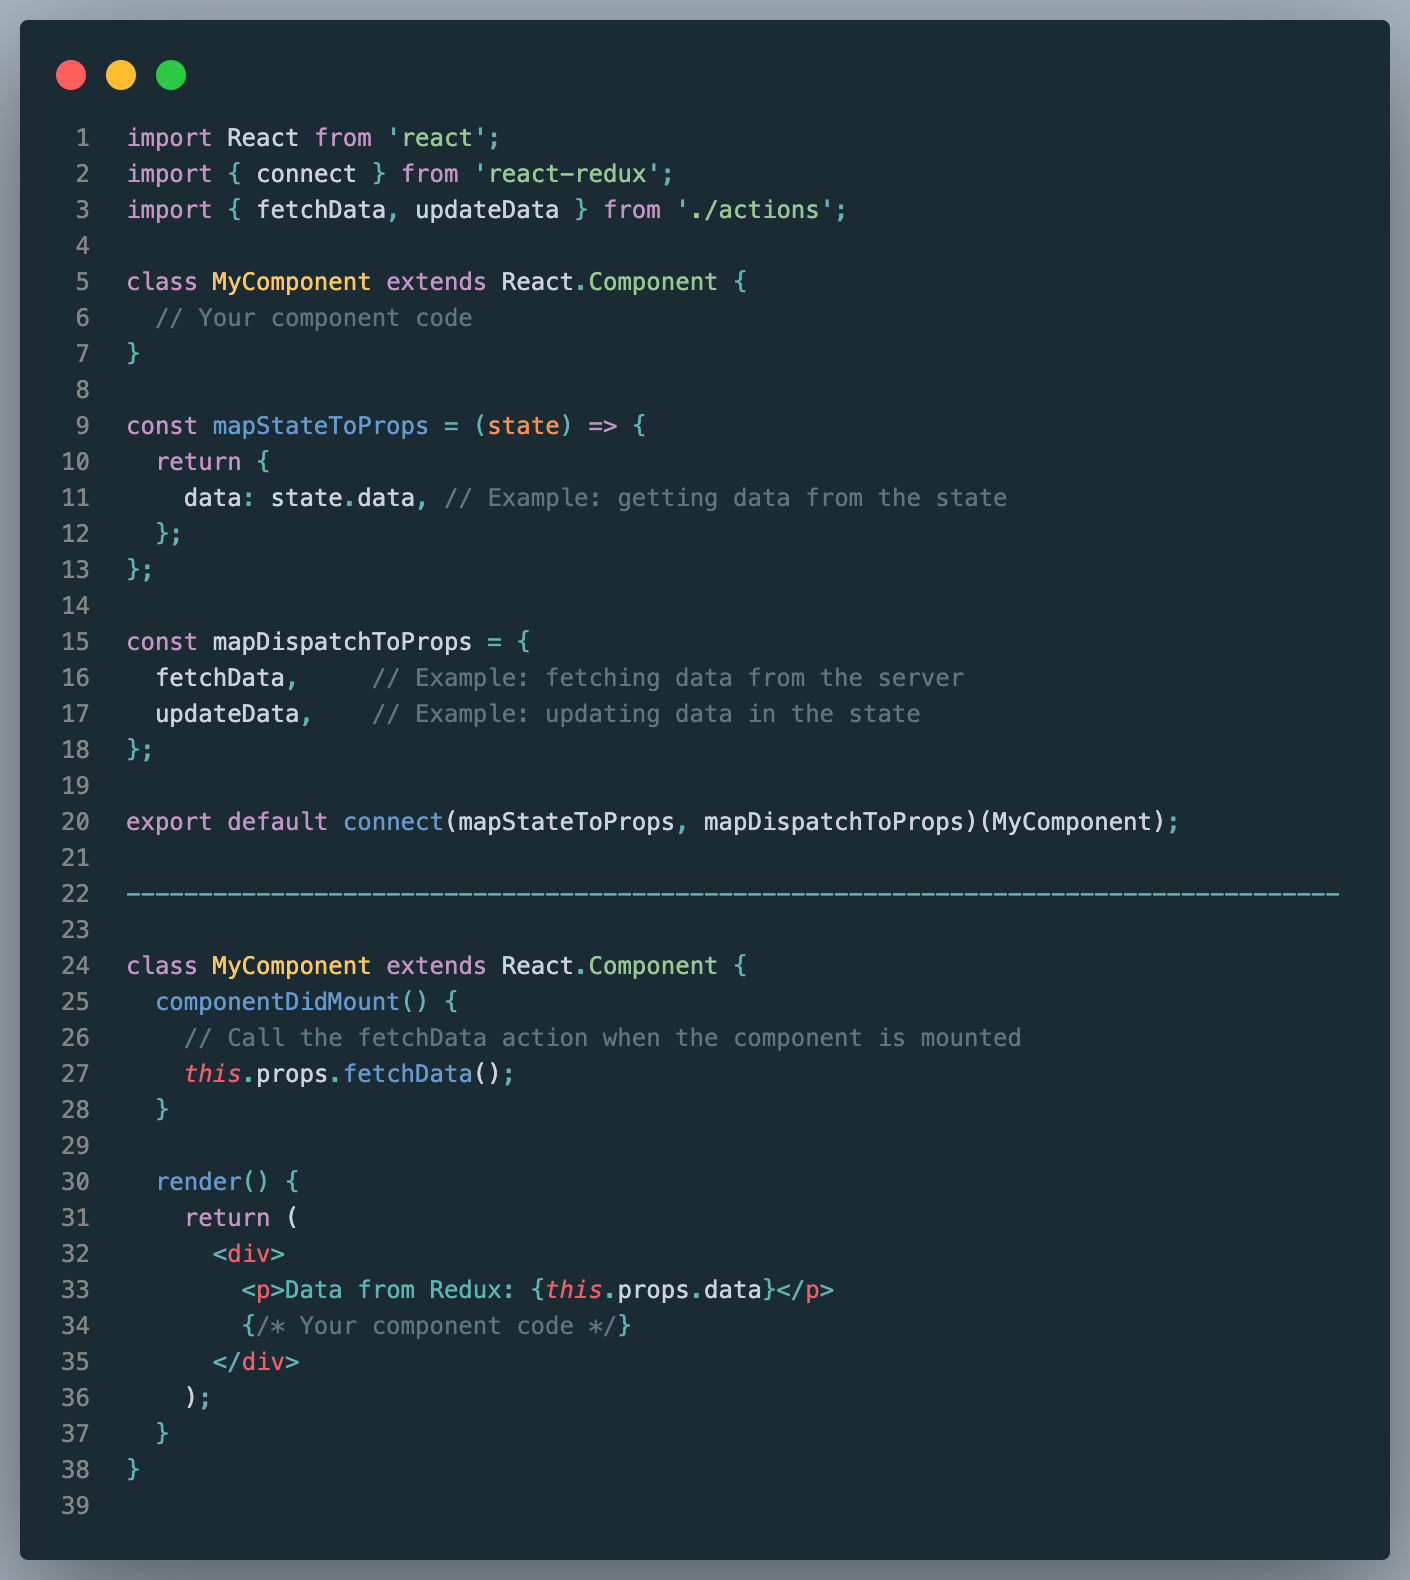 1 import React from 'react';
2 import { connect } from 'react-redux';
3 import { fetchData, updateData } from './actions';
4
5 class MyComponent extends React.Component {
6   // Your component code
7 }
8
9 const mapStateToProps = (state) => {
10   return {
11     data: state.data, // Example: getting data from the state
12   };
13 };
14
15 const mapDispatchToProps = {
16   fetchData,     // Example: fetching data from the server
17   updateData,    // Example: updating data in the state
18 };
19
20 export default connect(mapStateToProps, mapDispatchToProps)(MyComponent);
21
22 ------------------------------------------------------------------------------------
23
24 class MyComponent extends React.Component {
25   componentDidMount() {
26     // Call the fetchData action when the component is mounted
27     this.props.fetchData();
28   }
29
30   render() {
31     return (
32       <div>
33         <p>Data from Redux: {this.props.data}</p>
34         {/* Your component code */}
35       </div>
36     );
37   }
38 }
39